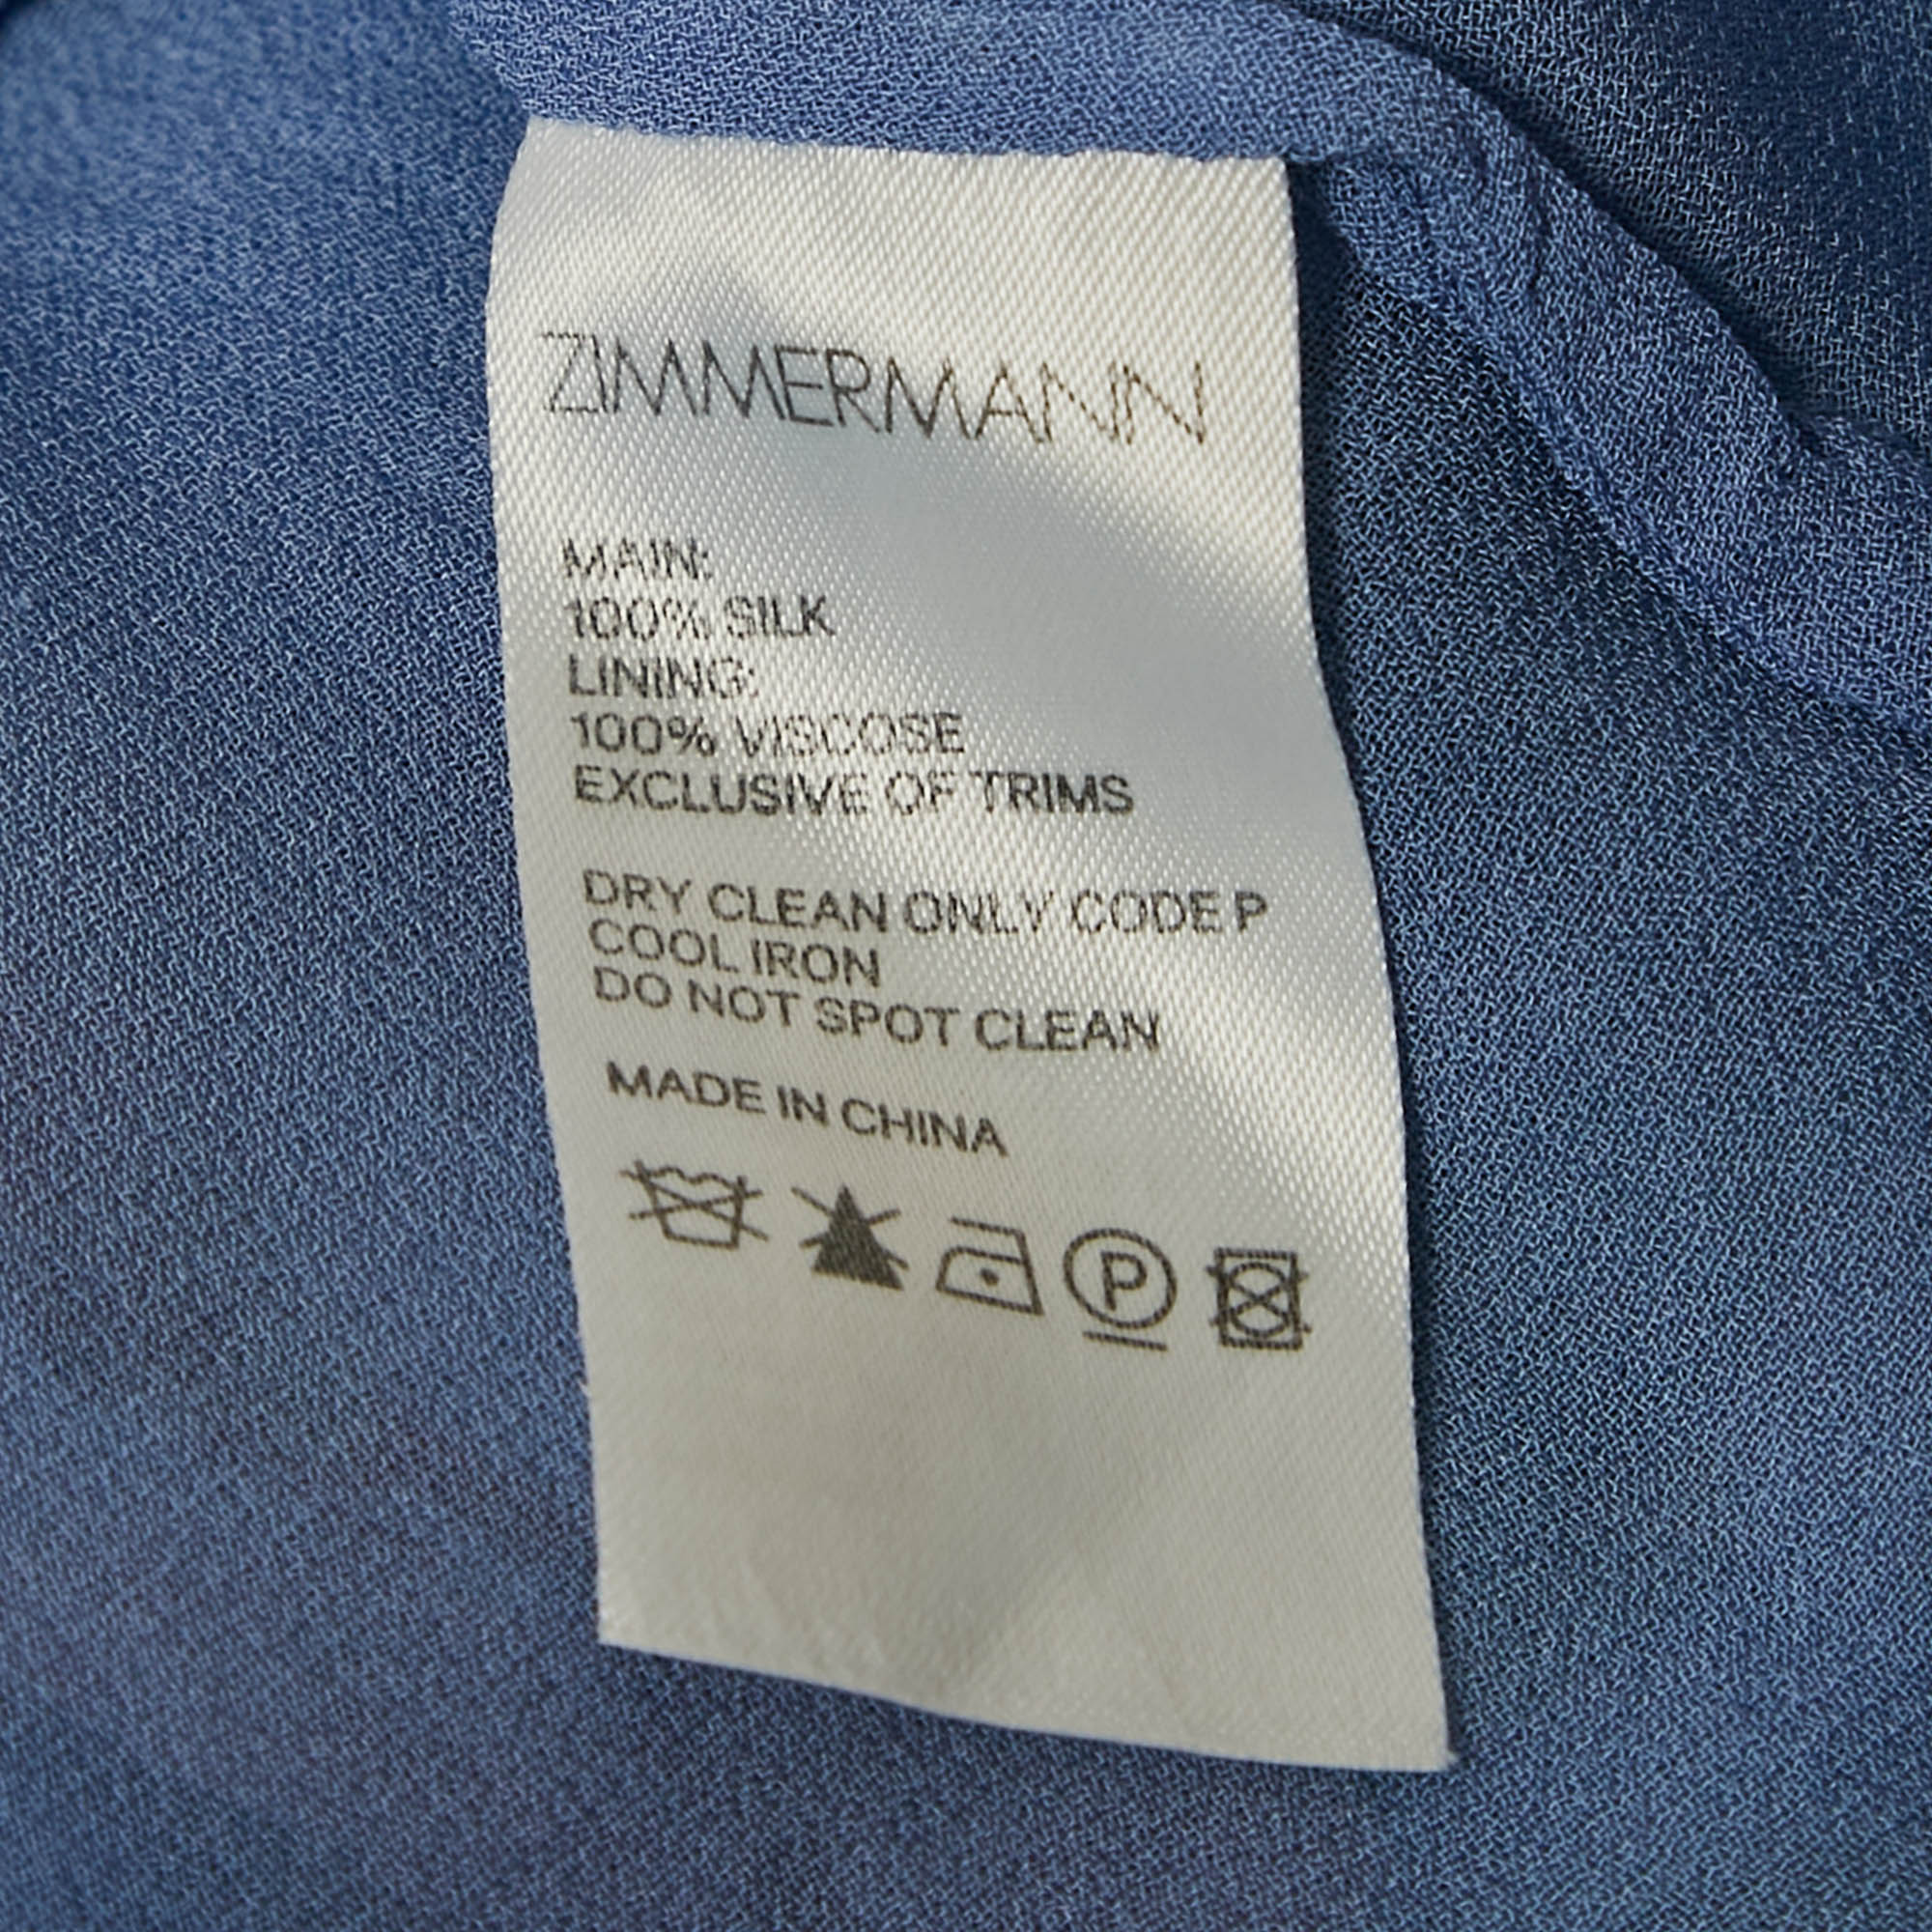 ZIMMERMANN
MAIN:
100% SILK
LINING:
100% VISCOSE
EXCLUSIVE OF TRIMS
DRY CLEAN ONLY CODE P
COOL IRON
DO NOT SPOT CLEAN
MADE IN CHINA
P